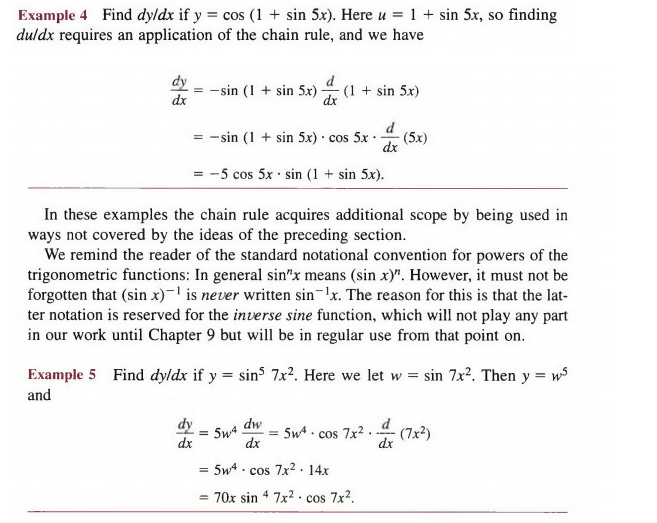 Example 4 Find dy/dx if y = cos (1 + sin 5x). Here u = 1 + sin 5x, so finding
du/dx requires an application of the chain rule, and we have
dy/dx = −sin (1 + sin 5x) d/dx (1 + sin 5x)
= −sin (1 + sin 5x) · cos 5x · d/dx (5x)
= −5 cos 5x · sin (1 + sin 5x).
In these examples the chain rule acquires additional scope by being used in
ways not covered by the ideas of the preceding section.
We remind the reader of the standard notational convention for powers of the
trigonometric functions: In general sinⁿx means (sin x)ⁿ. However, it must not be
forgotten that (sin x)⁻¹ is never written sin⁻¹x. The reason for this is that the lat-
ter notation is reserved for the inverse sine function, which will not play any part
in our work until Chapter 9 but will be in regular use from that point on.
Example 5 Find dy/dx if y = sin⁵ 7x². Here we let w = sin 7x². Then y = w⁵
and
dy/dx = 5w⁴ dw/dx = 5w⁴ · cos 7x² · d/dx (7x²)
= 5w⁴ · cos 7x² · 14x
= 70x sin ⁴ 7x² · cos 7x².